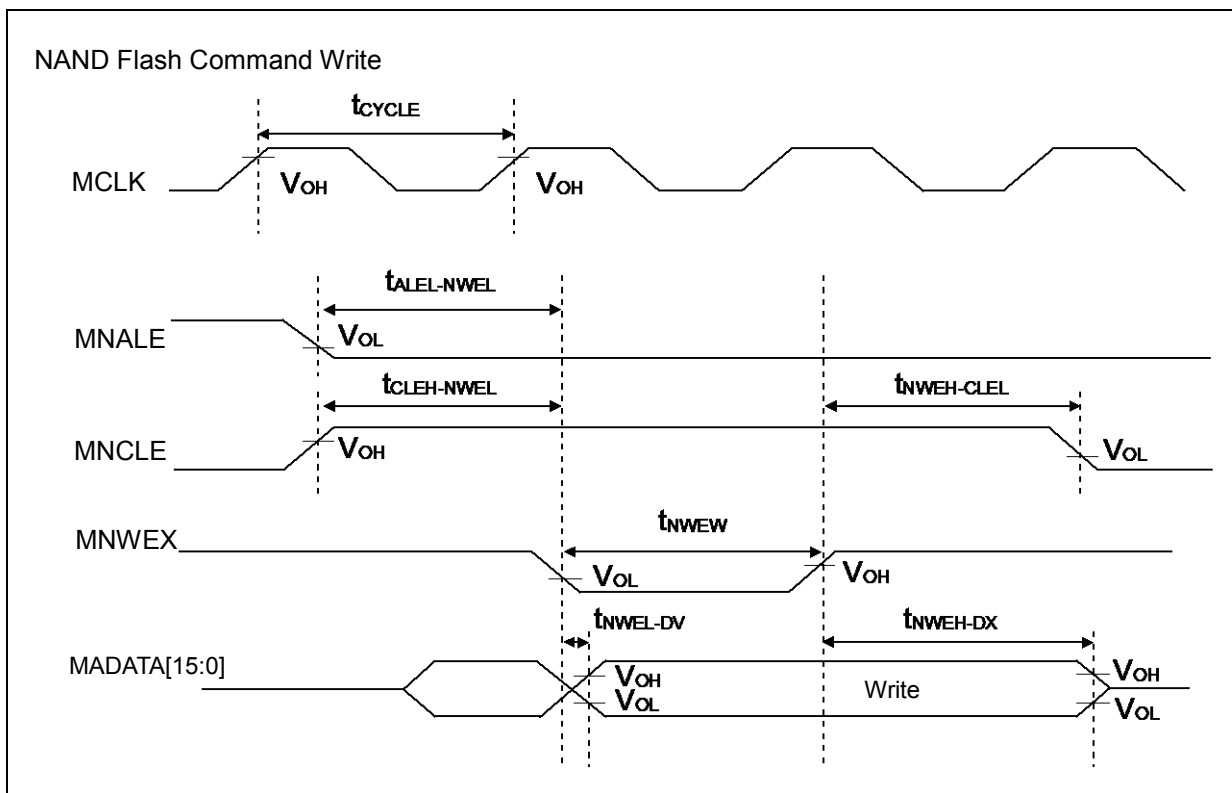 NAND Flash Command Write
tCYCLE
MCLK
VOH
VOH
tALEL-NWEL
MNALE
VOL
tCLEH-NWEL
tNWEH-CLEL
MNCLE
VOH
VOL
tNWEW
MNWEX
VOL
VOH
tNWEL-DV
tNWEH-DX
MADATA[15:0]
VOH
VOH
Write
VOL
VOL